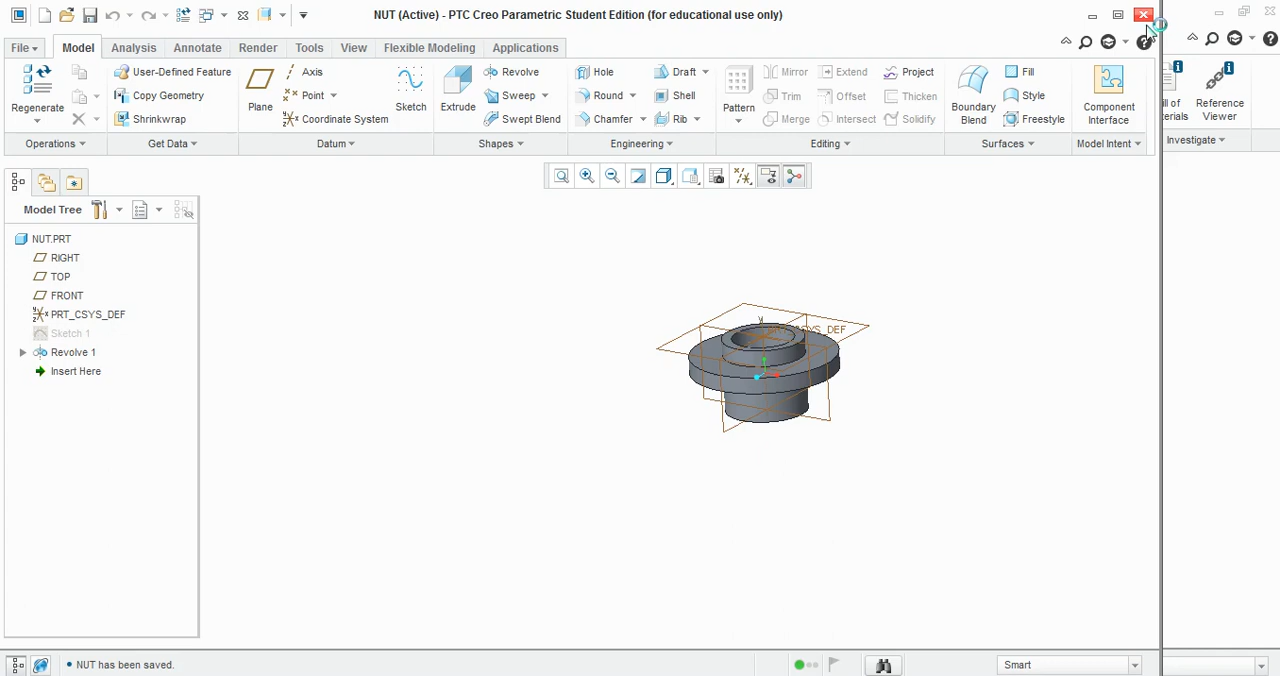 NUT (Active) - PTC Creo Parametric Student Edition (for educational use only)
File Model Analysis Annotate Render Tools View Flexible Modeling Applications
Regenerate
User-Defined Feature
Copy Geometry
Shrinkwrap
Plane
Axis
Point
Coordinate System
Sketch
Extrude
Revolve
Sweep
Swept Blend
Hole
Round
Chamfer
Draft
Shell
Rib
Pattern
Mirror
Trim
Merge
Extend
Offset
Intersect
Project
Thicken
Solidify
Boundary
Blend
Fill
Style
Freestyle
Component
Interface
Reference
Viewer
Operations Get Data Datum Shapes Engineering Editing Surfaces Model Intent Investigate
Model Tree
NUT.PRT
RIGHT
TOP
FRONT
PRT_CSYS_DEF
Sketch 1
Revolve 1
Insert Here
NUT has been saved.
Smart